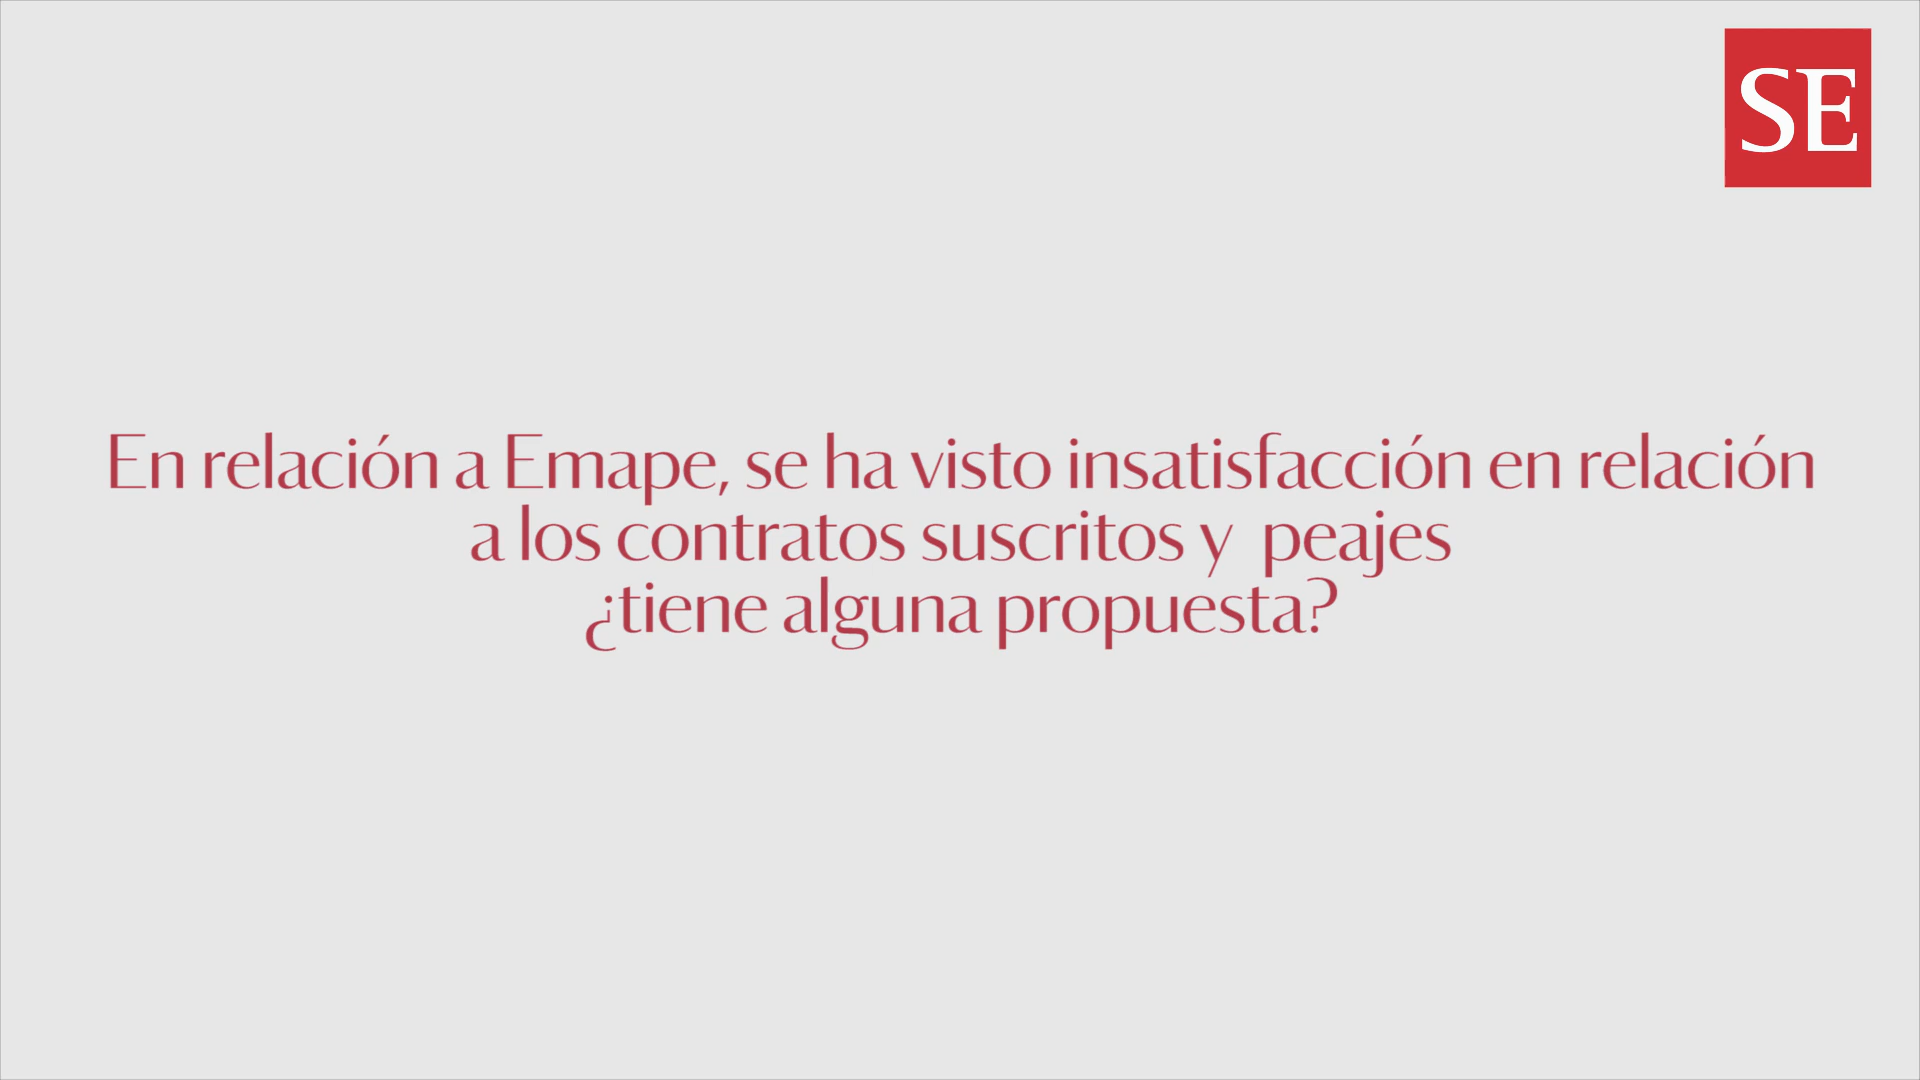 SE
En relación a Emape, se ha visto insatisfacción en relación
a los contratos suscritos y  peajes
¿tiene alguna propuesta?